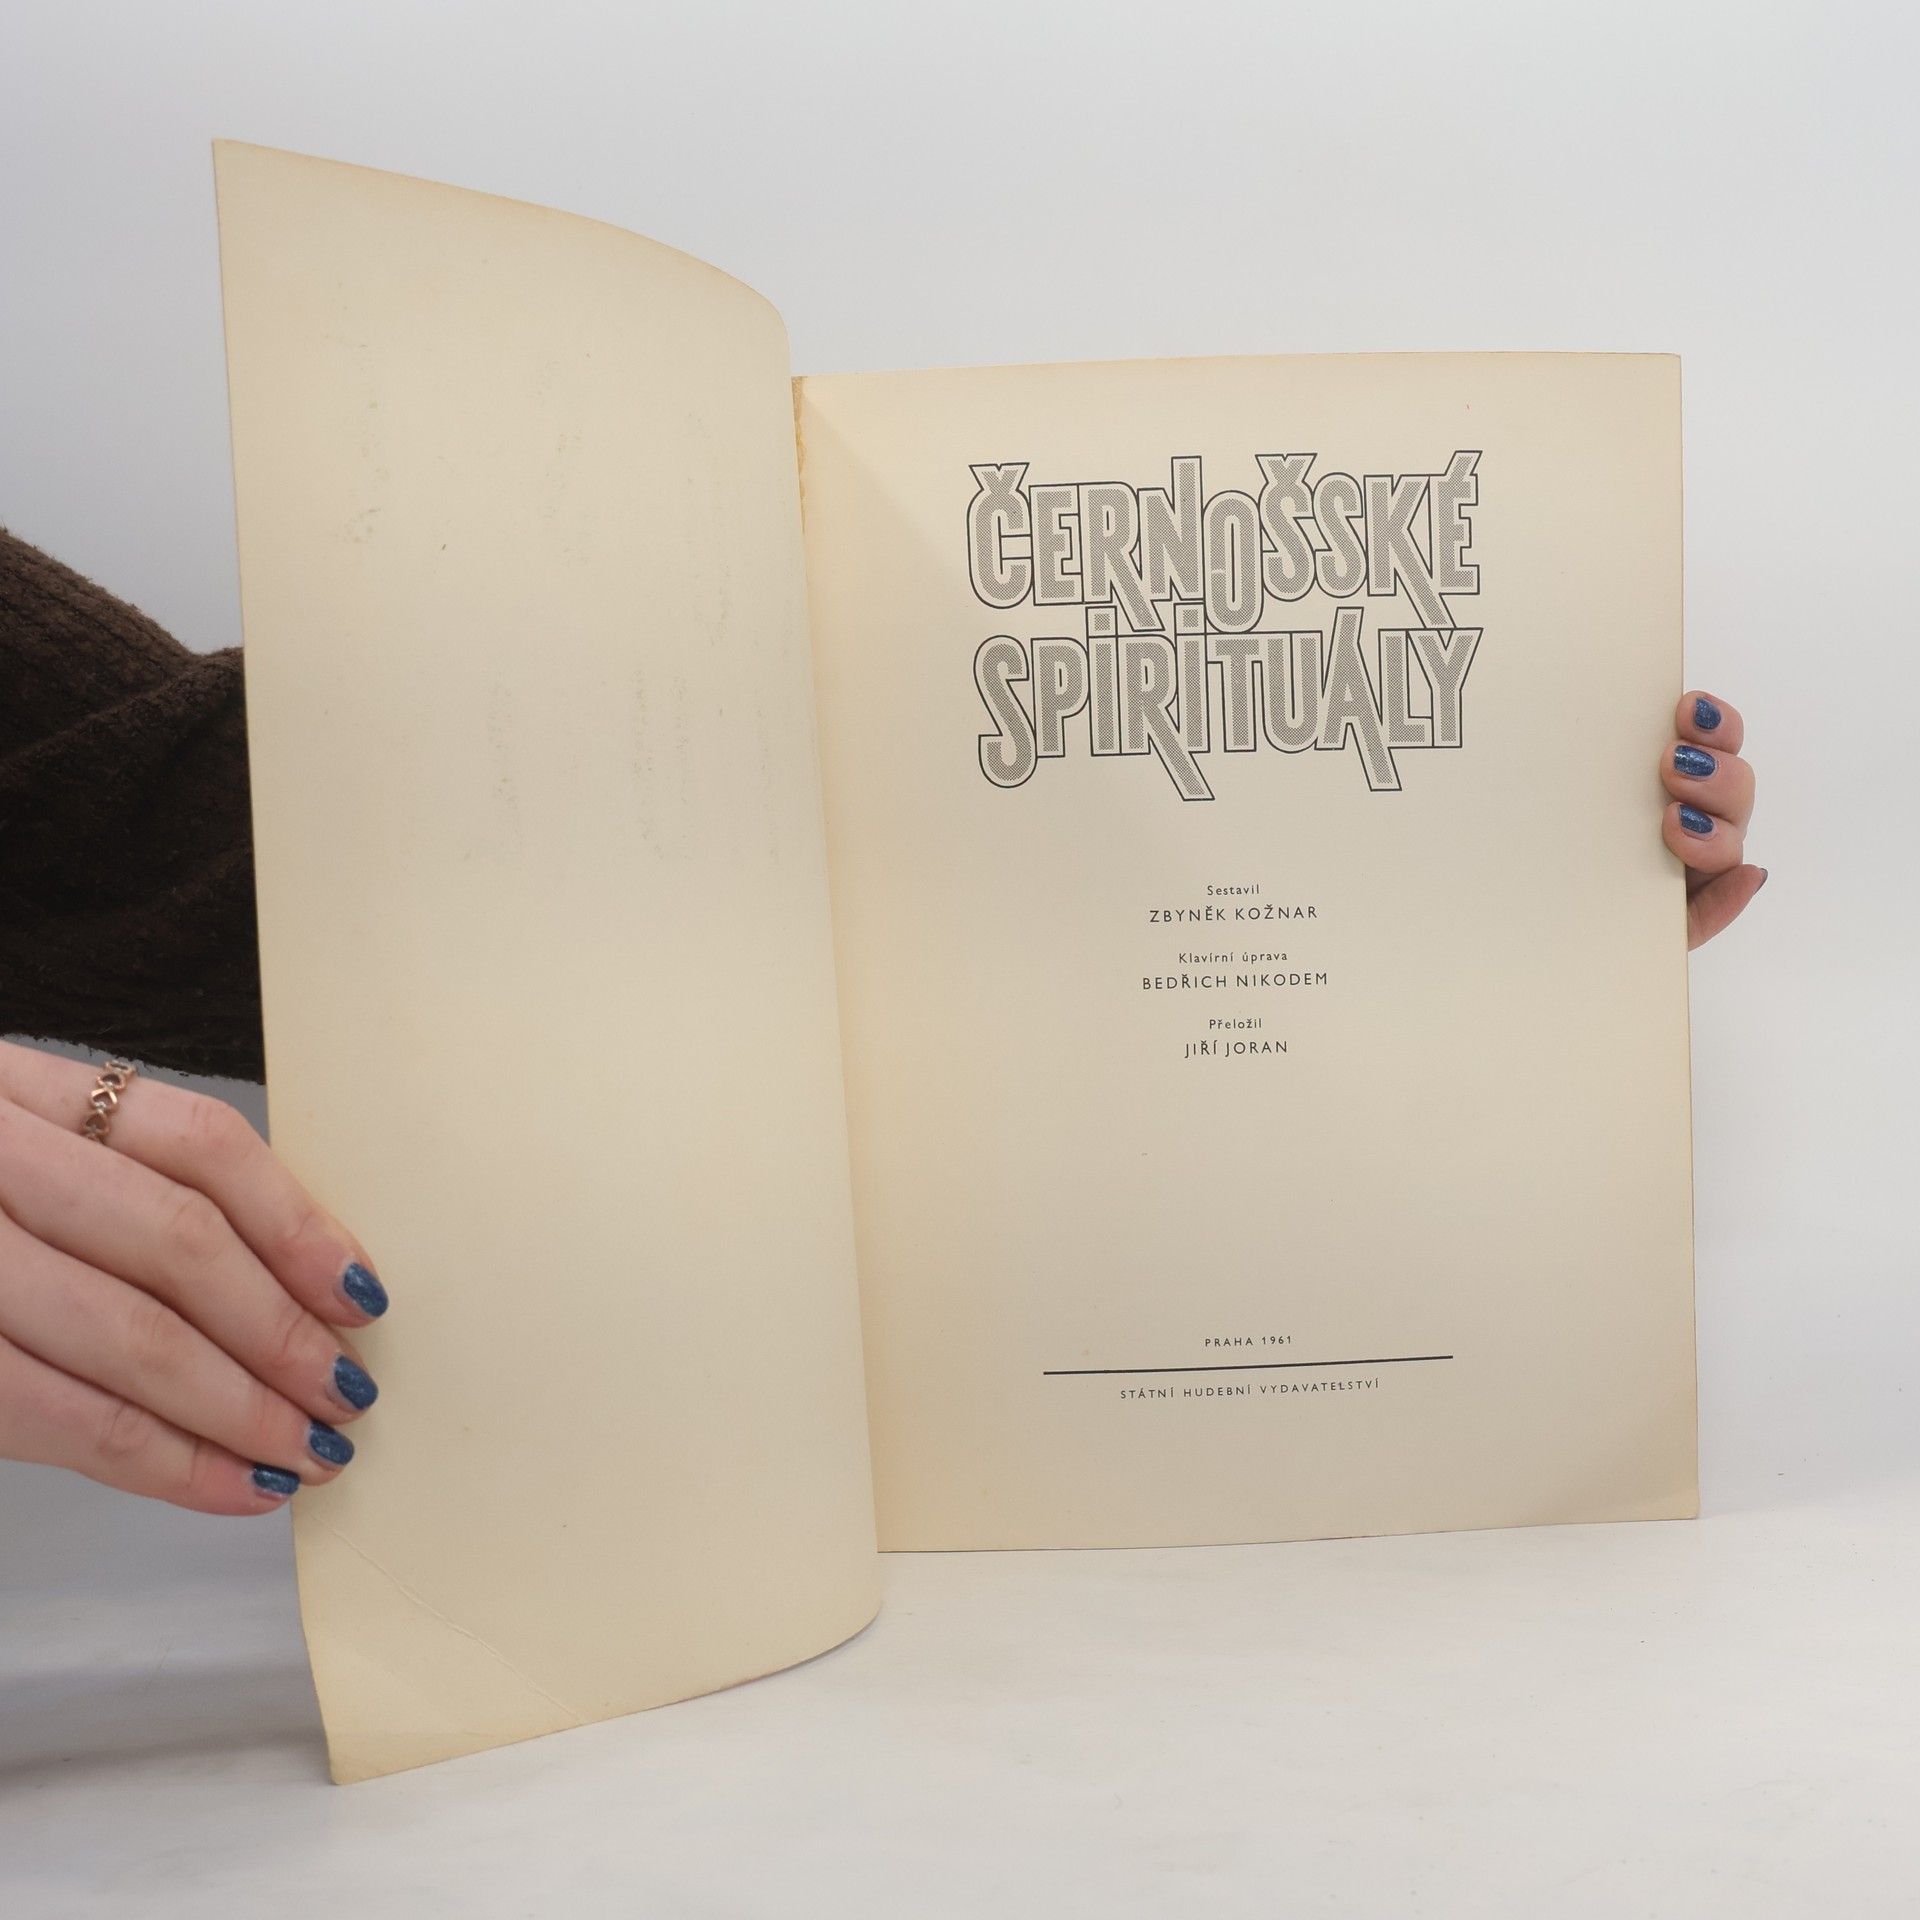 ČERNOŠSKÉ
SPIRITUÁLY
Sestavil
ZBYNĚK KOŽNAR
Klavírní úprava
BEDŘICH NIKODEM
Přeložil
JIŘÍ JORAN
PRAHA 1961
STÁTNÍ HUDEBNÍ VYDAVATELSTVÍ